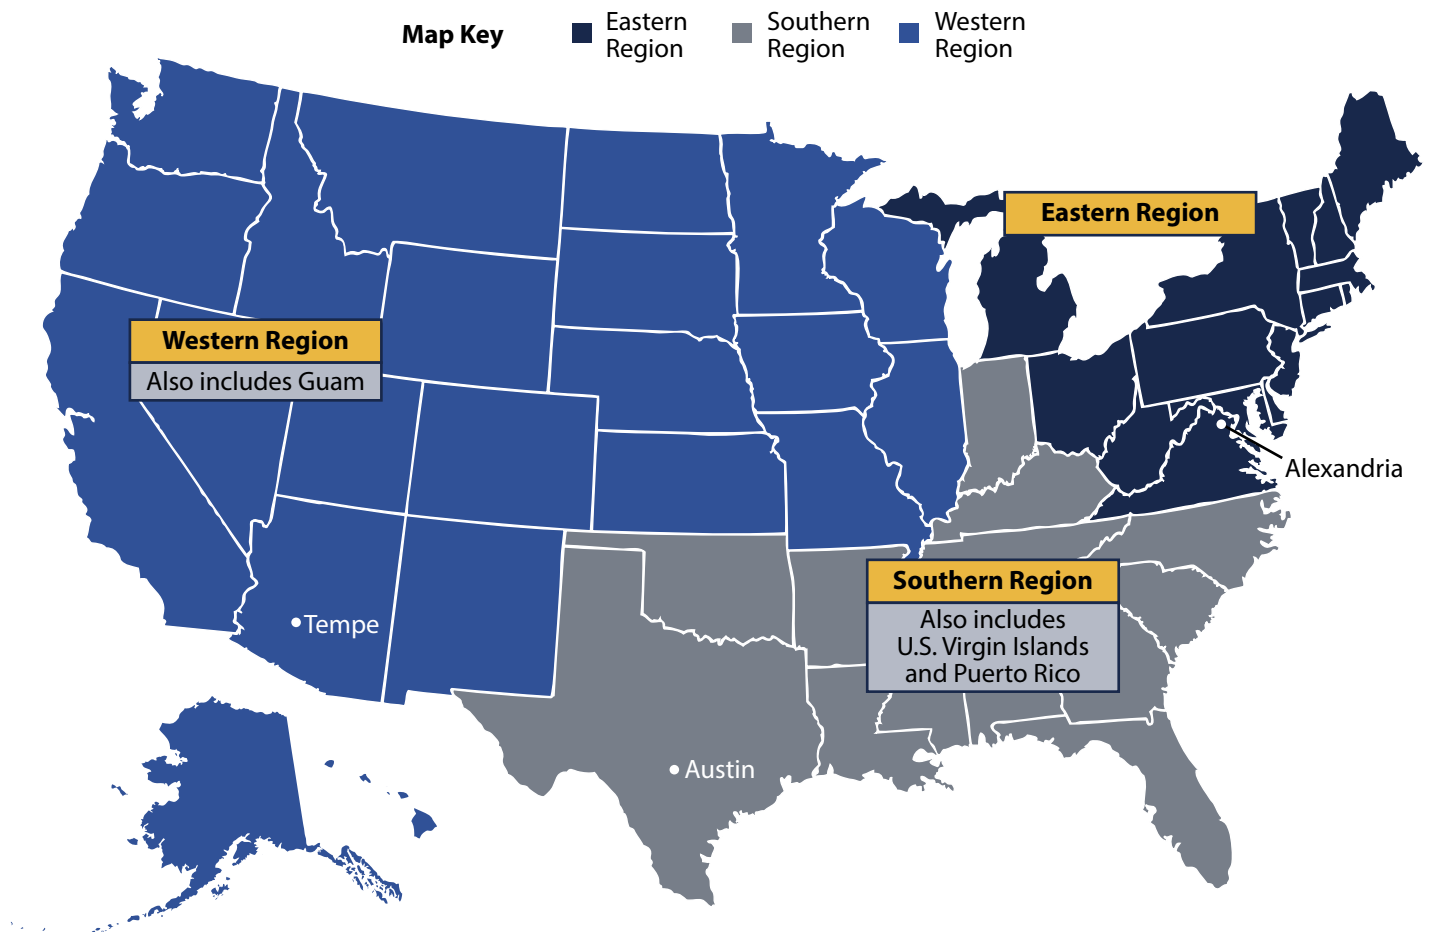 Map Key
Eastern
Region
Southern
Region
Western
Region
Eastern Region
Western Region
Also includes Guam
Alexandria
Southern Region
Also includes
U.S. Virgin Islands
and Puerto Rico
Tempe
Austin